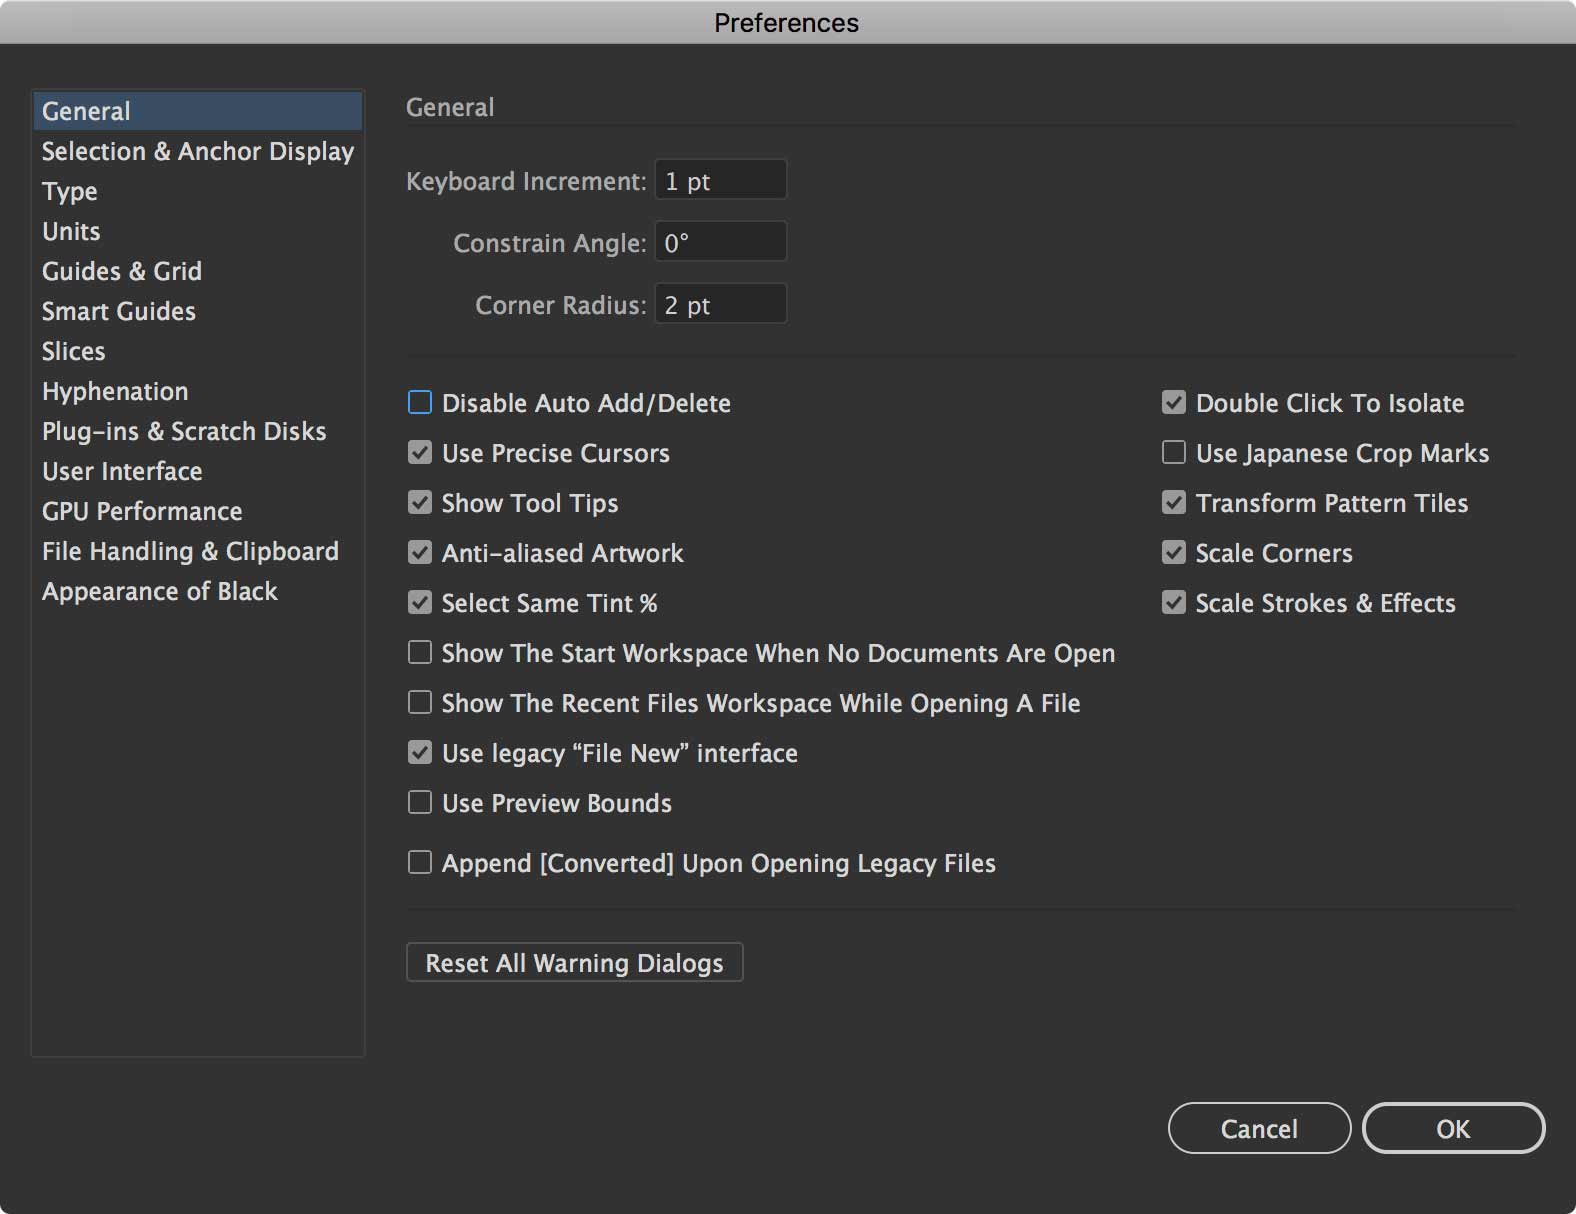 Preferences
General
Selection & Anchor Display
Type
Units
Guides & Grid
Smart Guides
Slices
Hyphenation
Plug-ins & Scratch Disks
User Interface
GPU Performance
File Handling & Clipboard
Appearance of Black
General
Keyboard Increment: 1 pt
Constrain Angle: 0°
Corner Radius: 2 pt
Disable Auto Add/Delete
Use Precise Cursors
Show Tool Tips
Anti-aliased Artwork
Select Same Tint %
Show The Start Workspace When No Documents Are Open
Show The Recent Files Workspace While Opening A File
Use legacy “File New” interface
Use Preview Bounds
Append [Converted] Upon Opening Legacy Files
Double Click To Isolate
Use Japanese Crop Marks
Transform Pattern Tiles
Scale Corners
Scale Strokes & Effects
Reset All Warning Dialogs
Cancel
OK